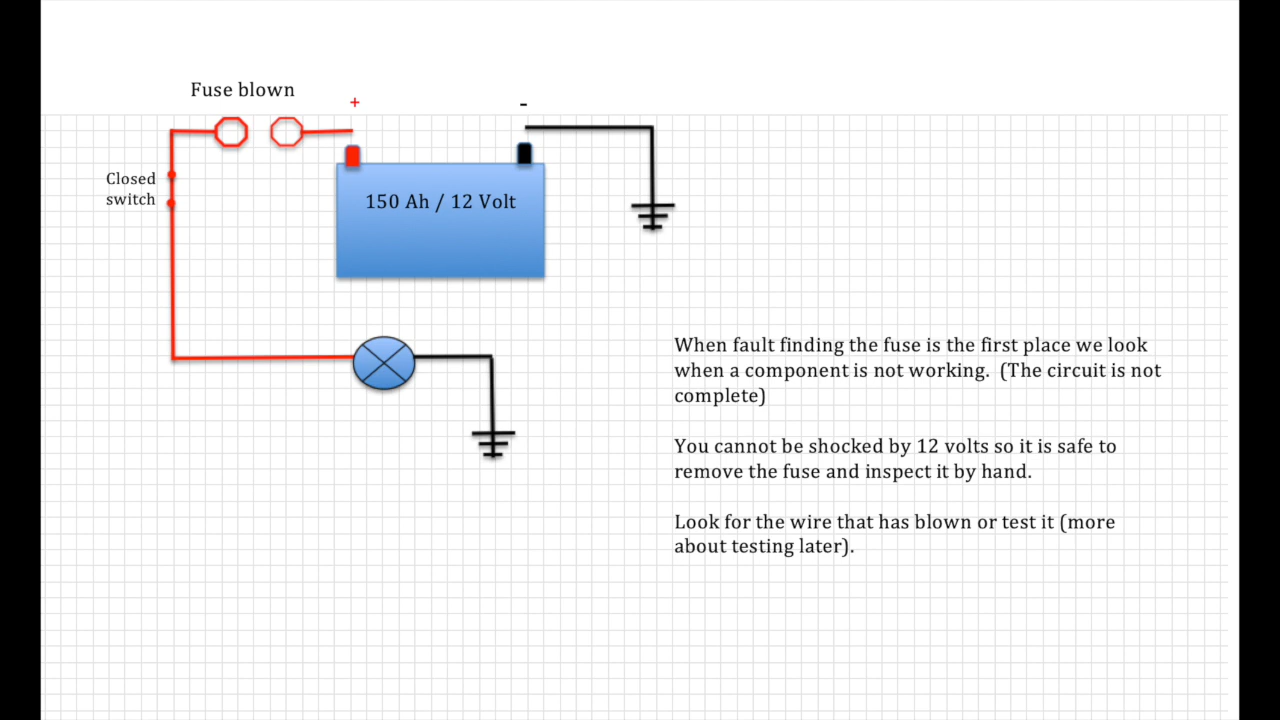 Fuse blown
+
-
Closed
switch
150 Ah / 12 Volt
When fault finding the fuse is the first place we look
when a component is not working.  (The circuit is not
complete)
You cannot be shocked by 12 volts so it is safe to
remove the fuse and inspect it by hand.
Look for the wire that has blown or test it (more
about testing later).